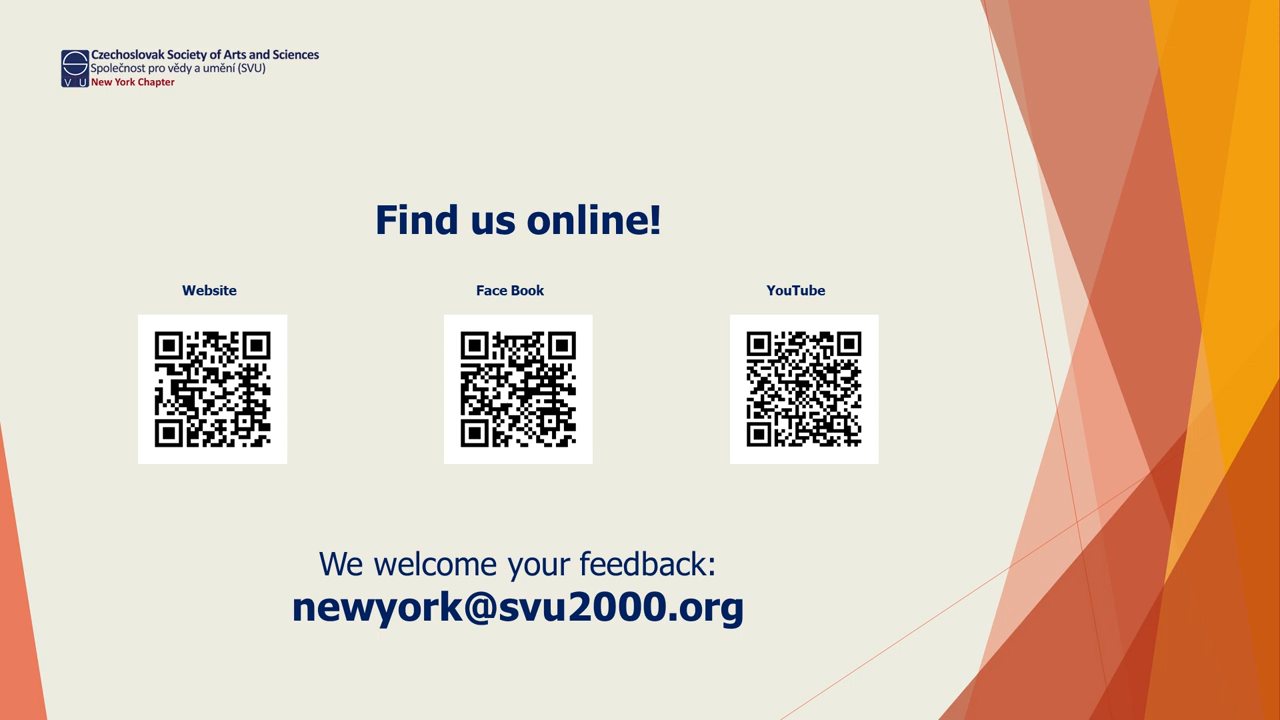 Czechoslovak Society of Arts and Sciences
Společnost pro vědy a umění (SVU)
V U New York Chapter
Find us online!
Website
Face Book
YouTube
We welcome your feedback:
newyork@svu2000.org